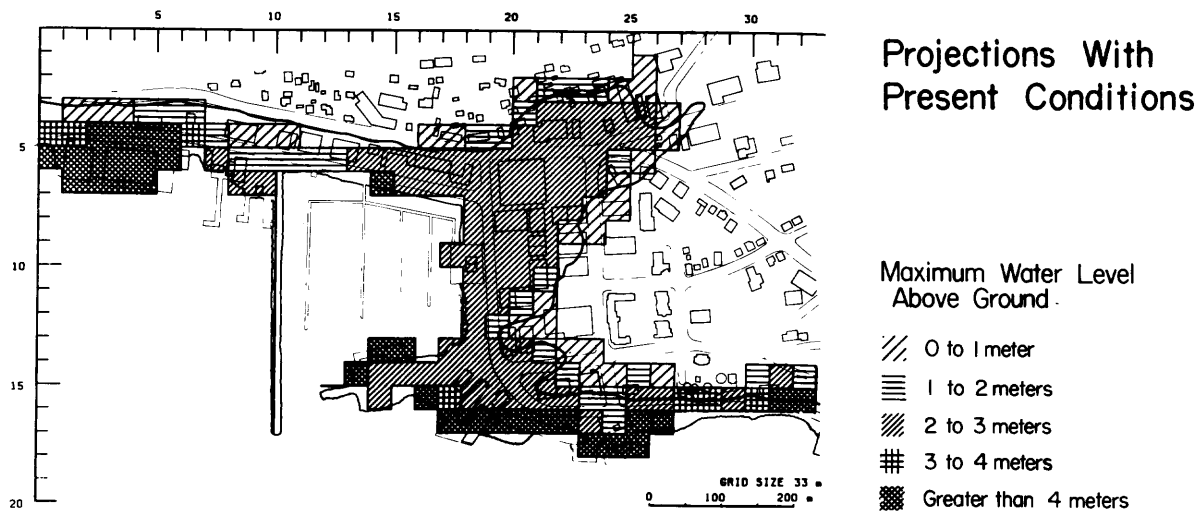 5 10 15 20 25 30
Projections With
Present Conditions
5
10
15
20
Maximum Water Level
Above Ground
0 to 1 meter
1 to 2 meters
2 to 3 meters
3 to 4 meters
Greater than 4 meters
GRID SIZE 33 m
0 100 200 m